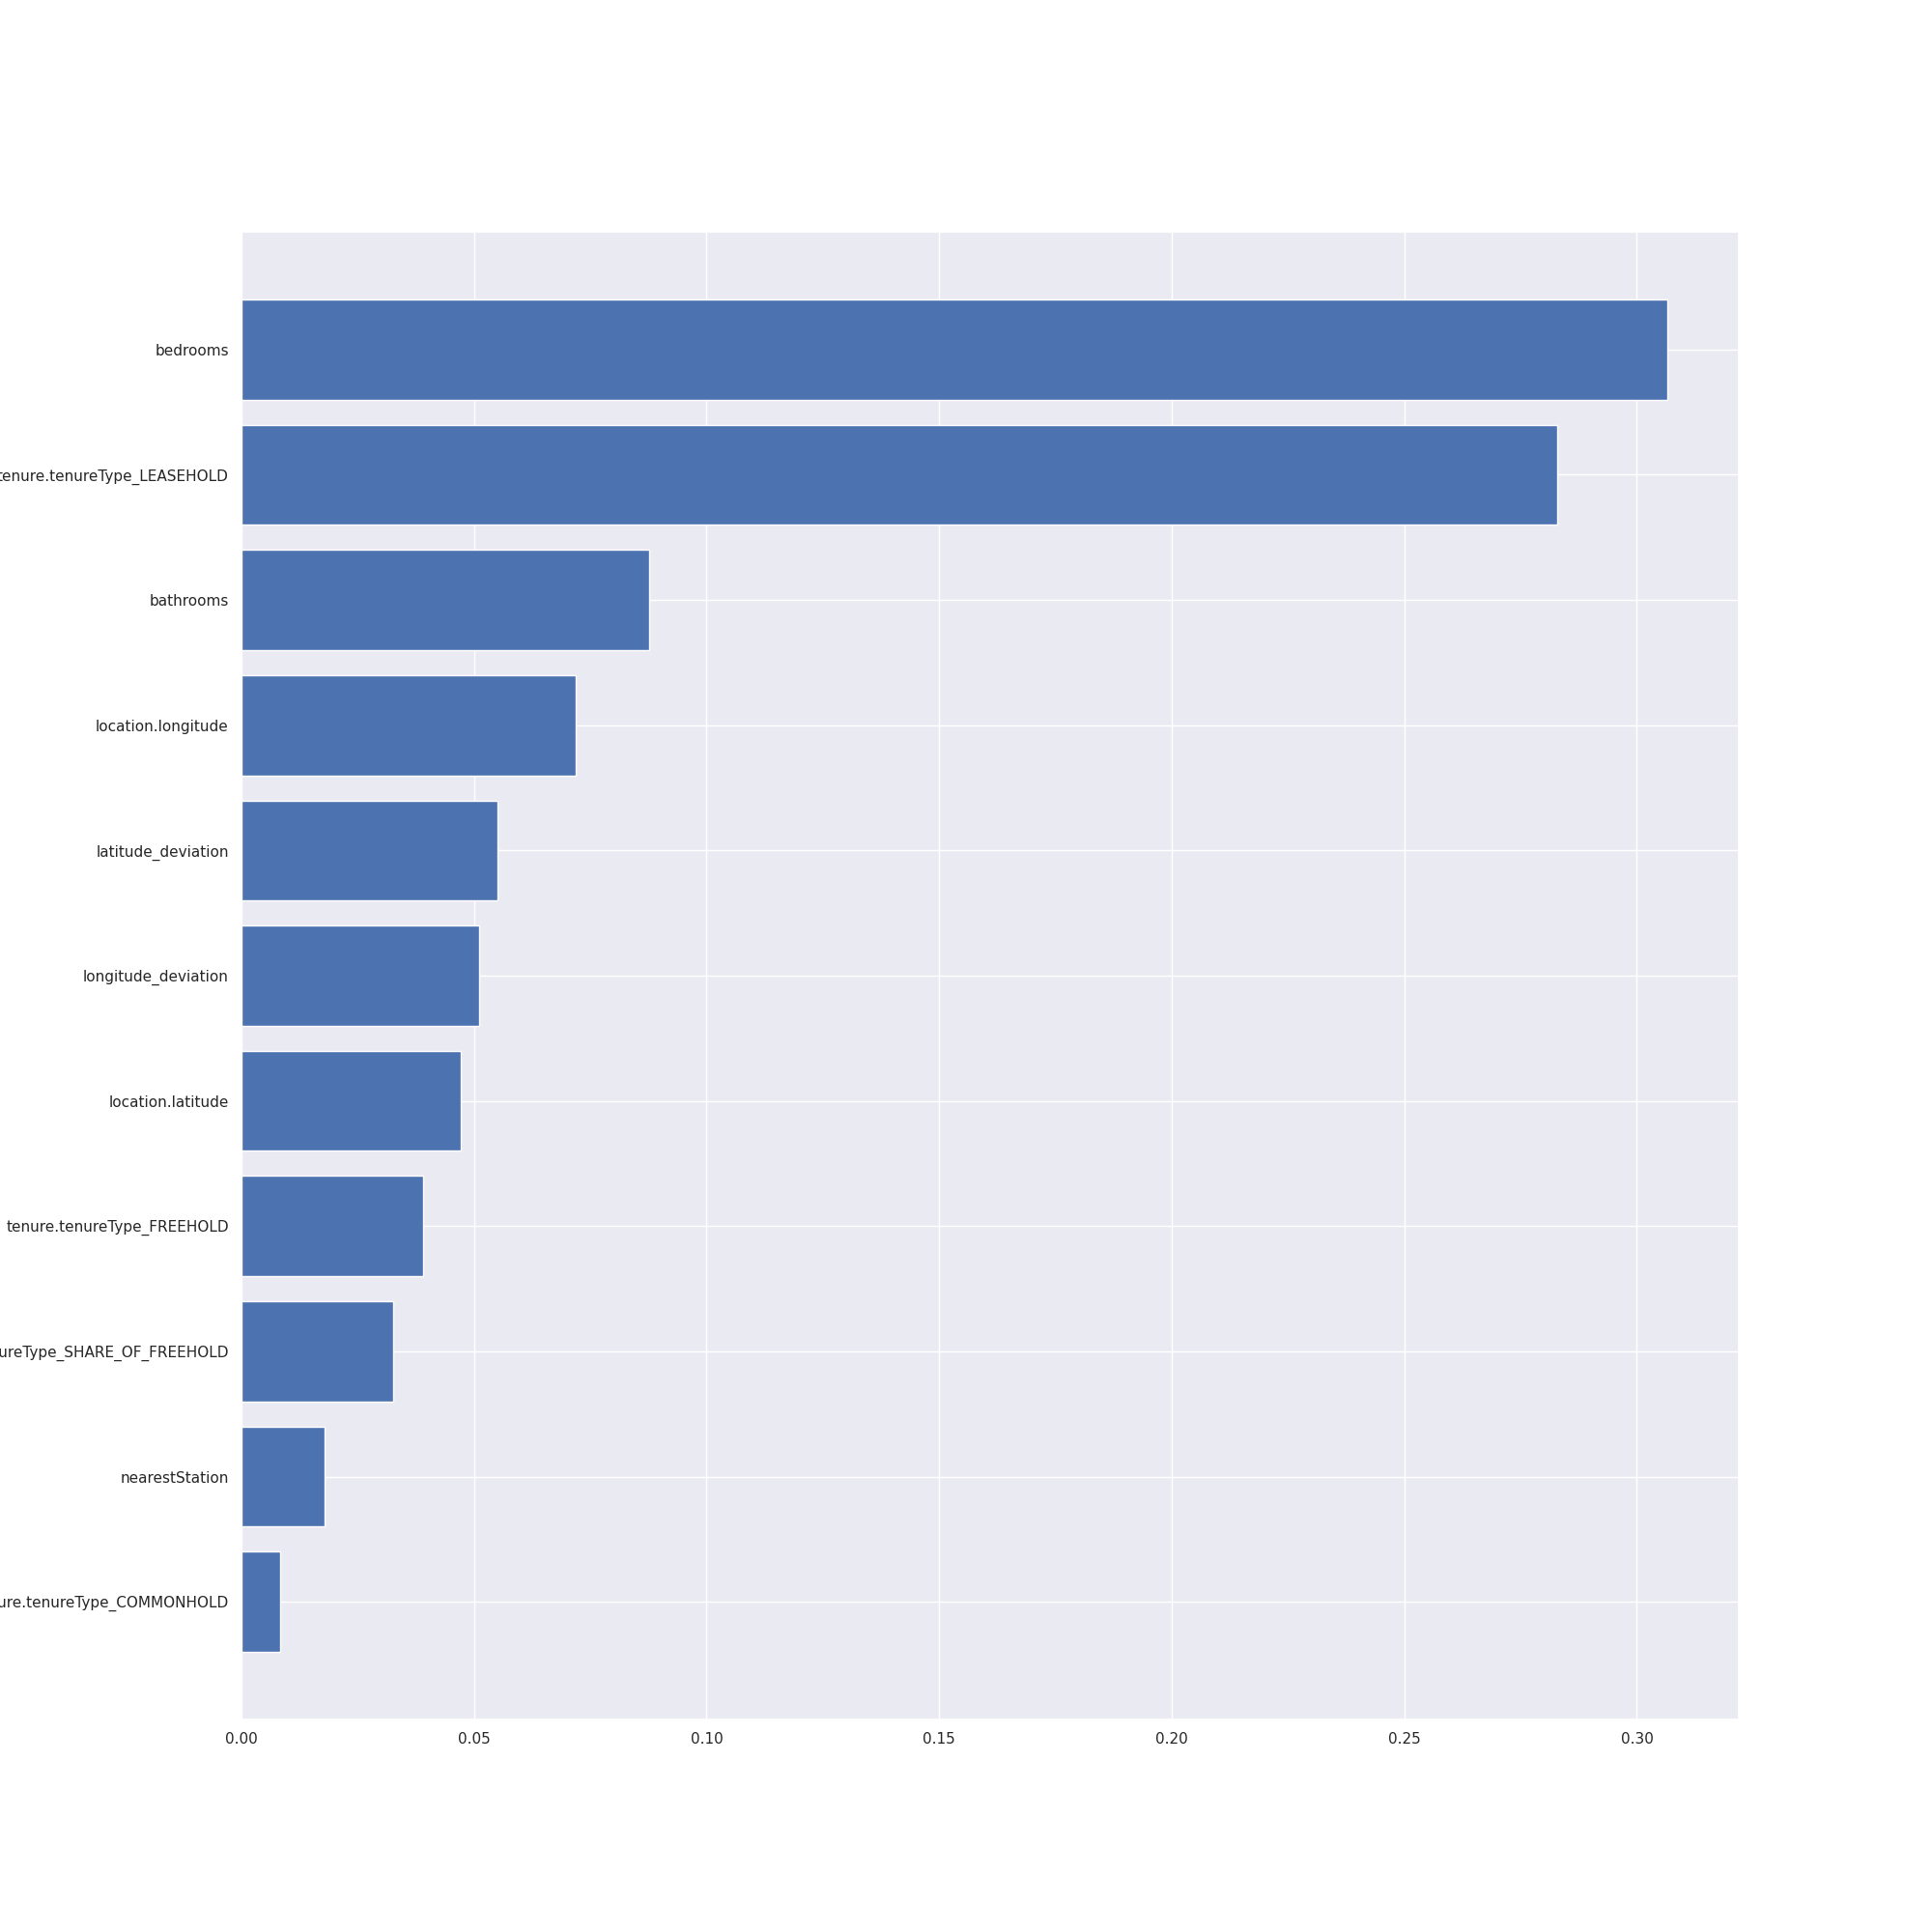 bedrooms
tenure.tenureType_LEASEHOLD
bathrooms
location.longitude
latitude_deviation
longitude_deviation
location.latitude
tenure.tenureType_FREEHOLD
ureType_SHARE_OF_FREEHOLD
nearestStation
ure.tenureType_COMMONHOLD
0.00 0.05 0.10 0.15 0.20 0.25 0.30